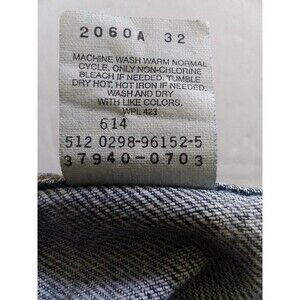 2060A 32
MACHINE WASH WARM NORMAL
CYCLE. ONLY NON-CHLORINE
BLEACH IF NEEDED. TUMBLE
DRY HOT, HOT IRON IF NEEDED.
WASH AND DRY
WITH LIKE COLORS.
WPL 423
614
512 0298-96152-5
37940-0703